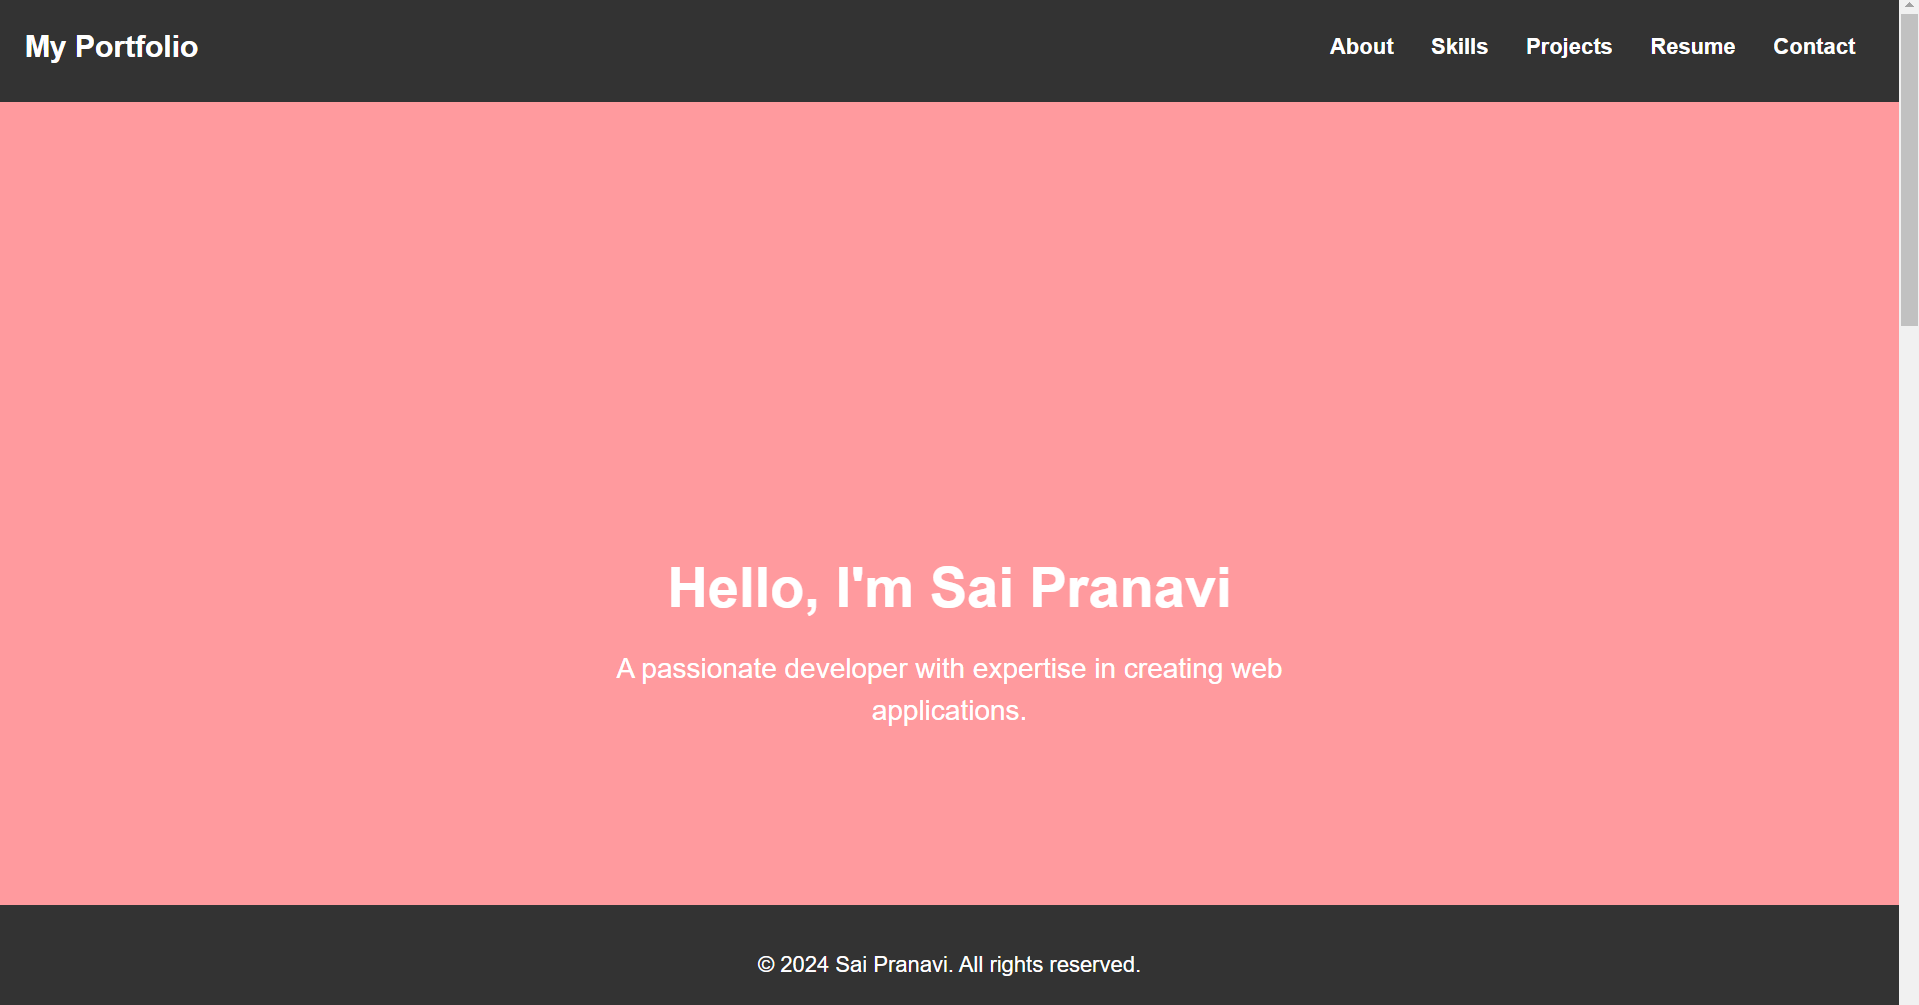 My Portfolio
About Skills Projects Resume Contact
Hello, I'm Sai Pranavi
A passionate developer with expertise in creating web
applications.
© 2024 Sai Pranavi. All rights reserved.